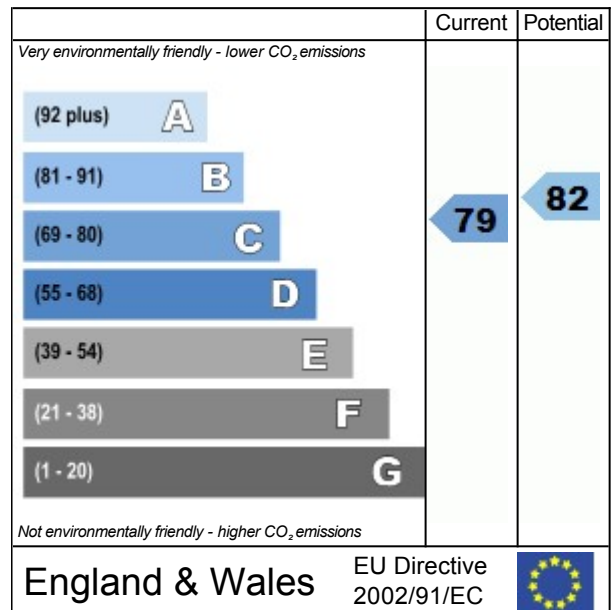 Current Potential
Very environmentally friendly - lower CO₂ emissions
(92 plus) A
(81 - 91) B
(69 - 80) C
79
82
(55 - 68) D
(39 - 54) E
(21 - 38) F
(1 - 20) G
Not environmentally friendly - higher CO₂ emissions
England & Wales
EU Directive
2002/91/EC